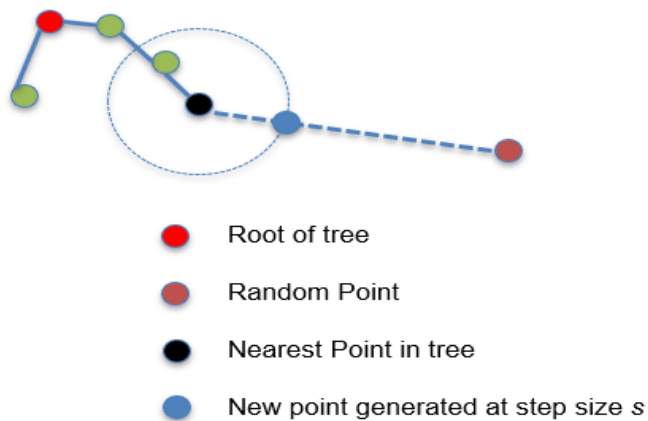 Root of tree
Random Point
Nearest Point in tree
New point generated at step size s